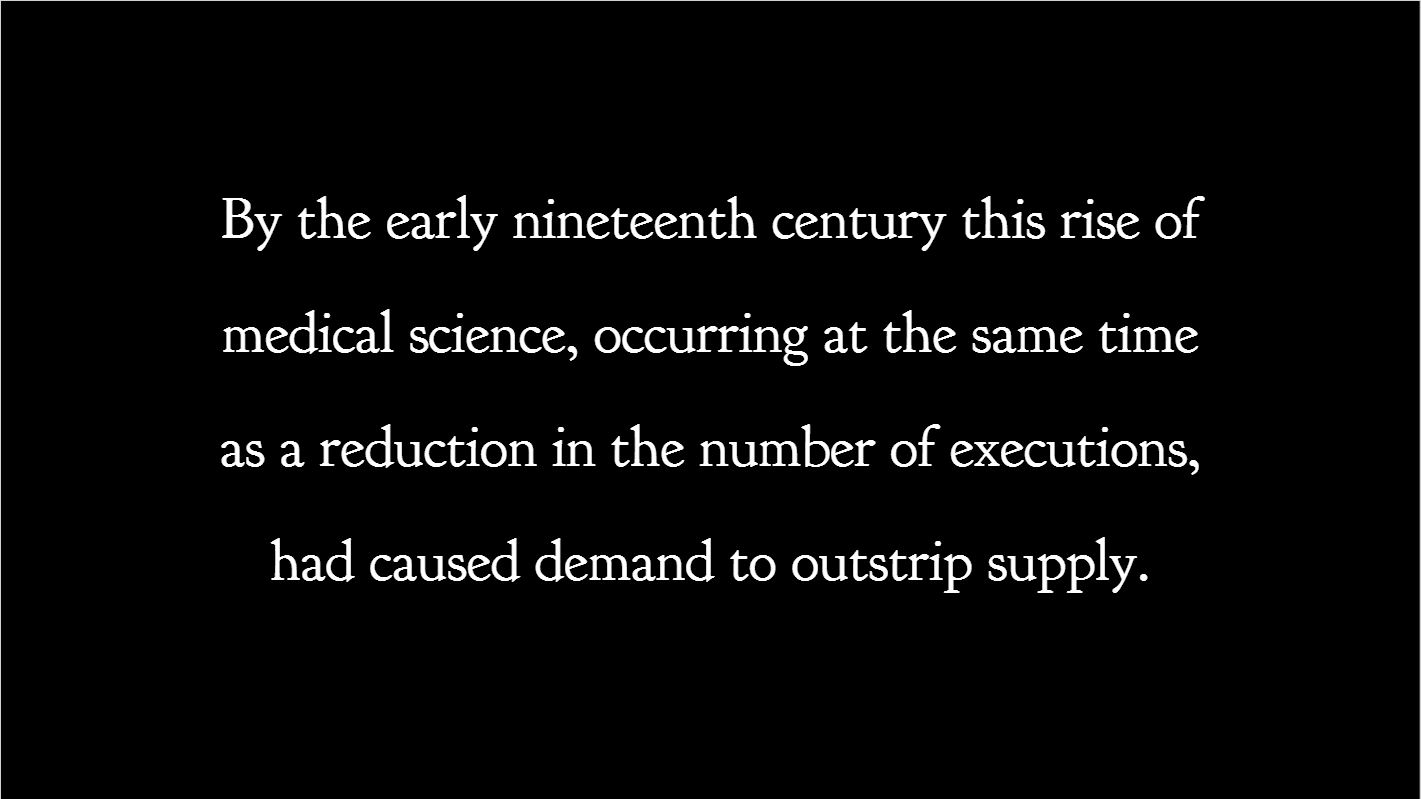 By the early nineteenth century this rise of
medical science, occurring at the same time
as a reduction in the number of executions,
had caused demand to outstrip supply.